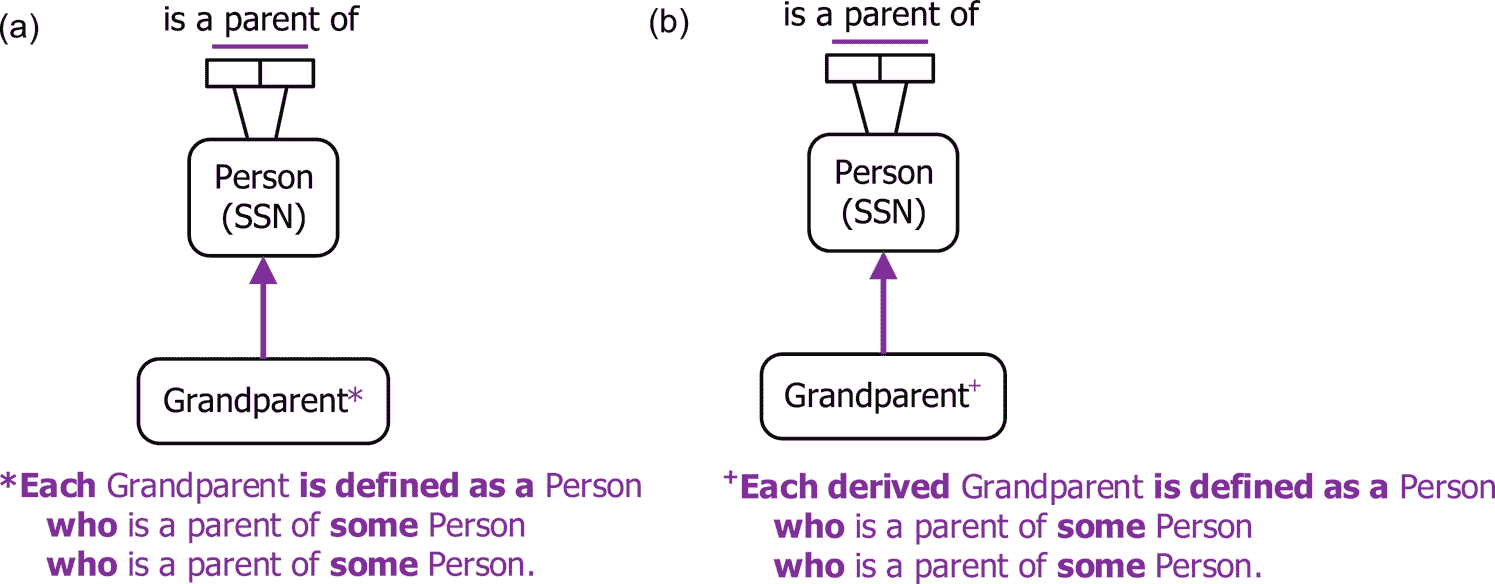 (a)
is a parent of
Person
(SSN)
Grandparent*
*Each Grandparent is defined as a Person
who is a parent of some Person
who is a parent of some Person.
(b)
is a parent of
Person
(SSN)
Grandparent+
+Each derived Grandparent is defined as a Person
who is a parent of some Person
who is a parent of some Person.